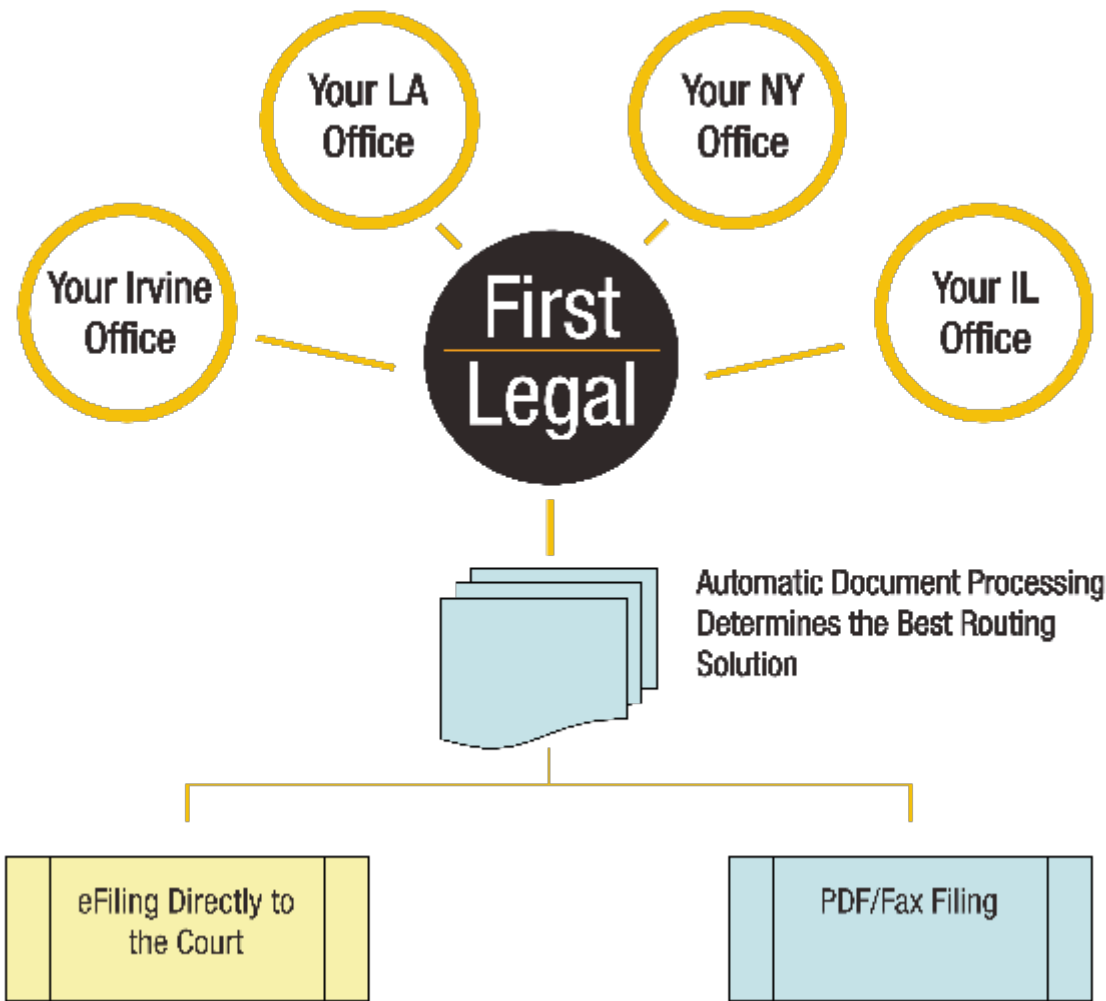 Your LA
Office
Your NY
Office
Your Irvine
Office
First
Legal
Your IL
Office
Automatic Document Processing
Determines the Best Routing
Solution
eFiling Directly to
the Court
PDF/Fax Filing